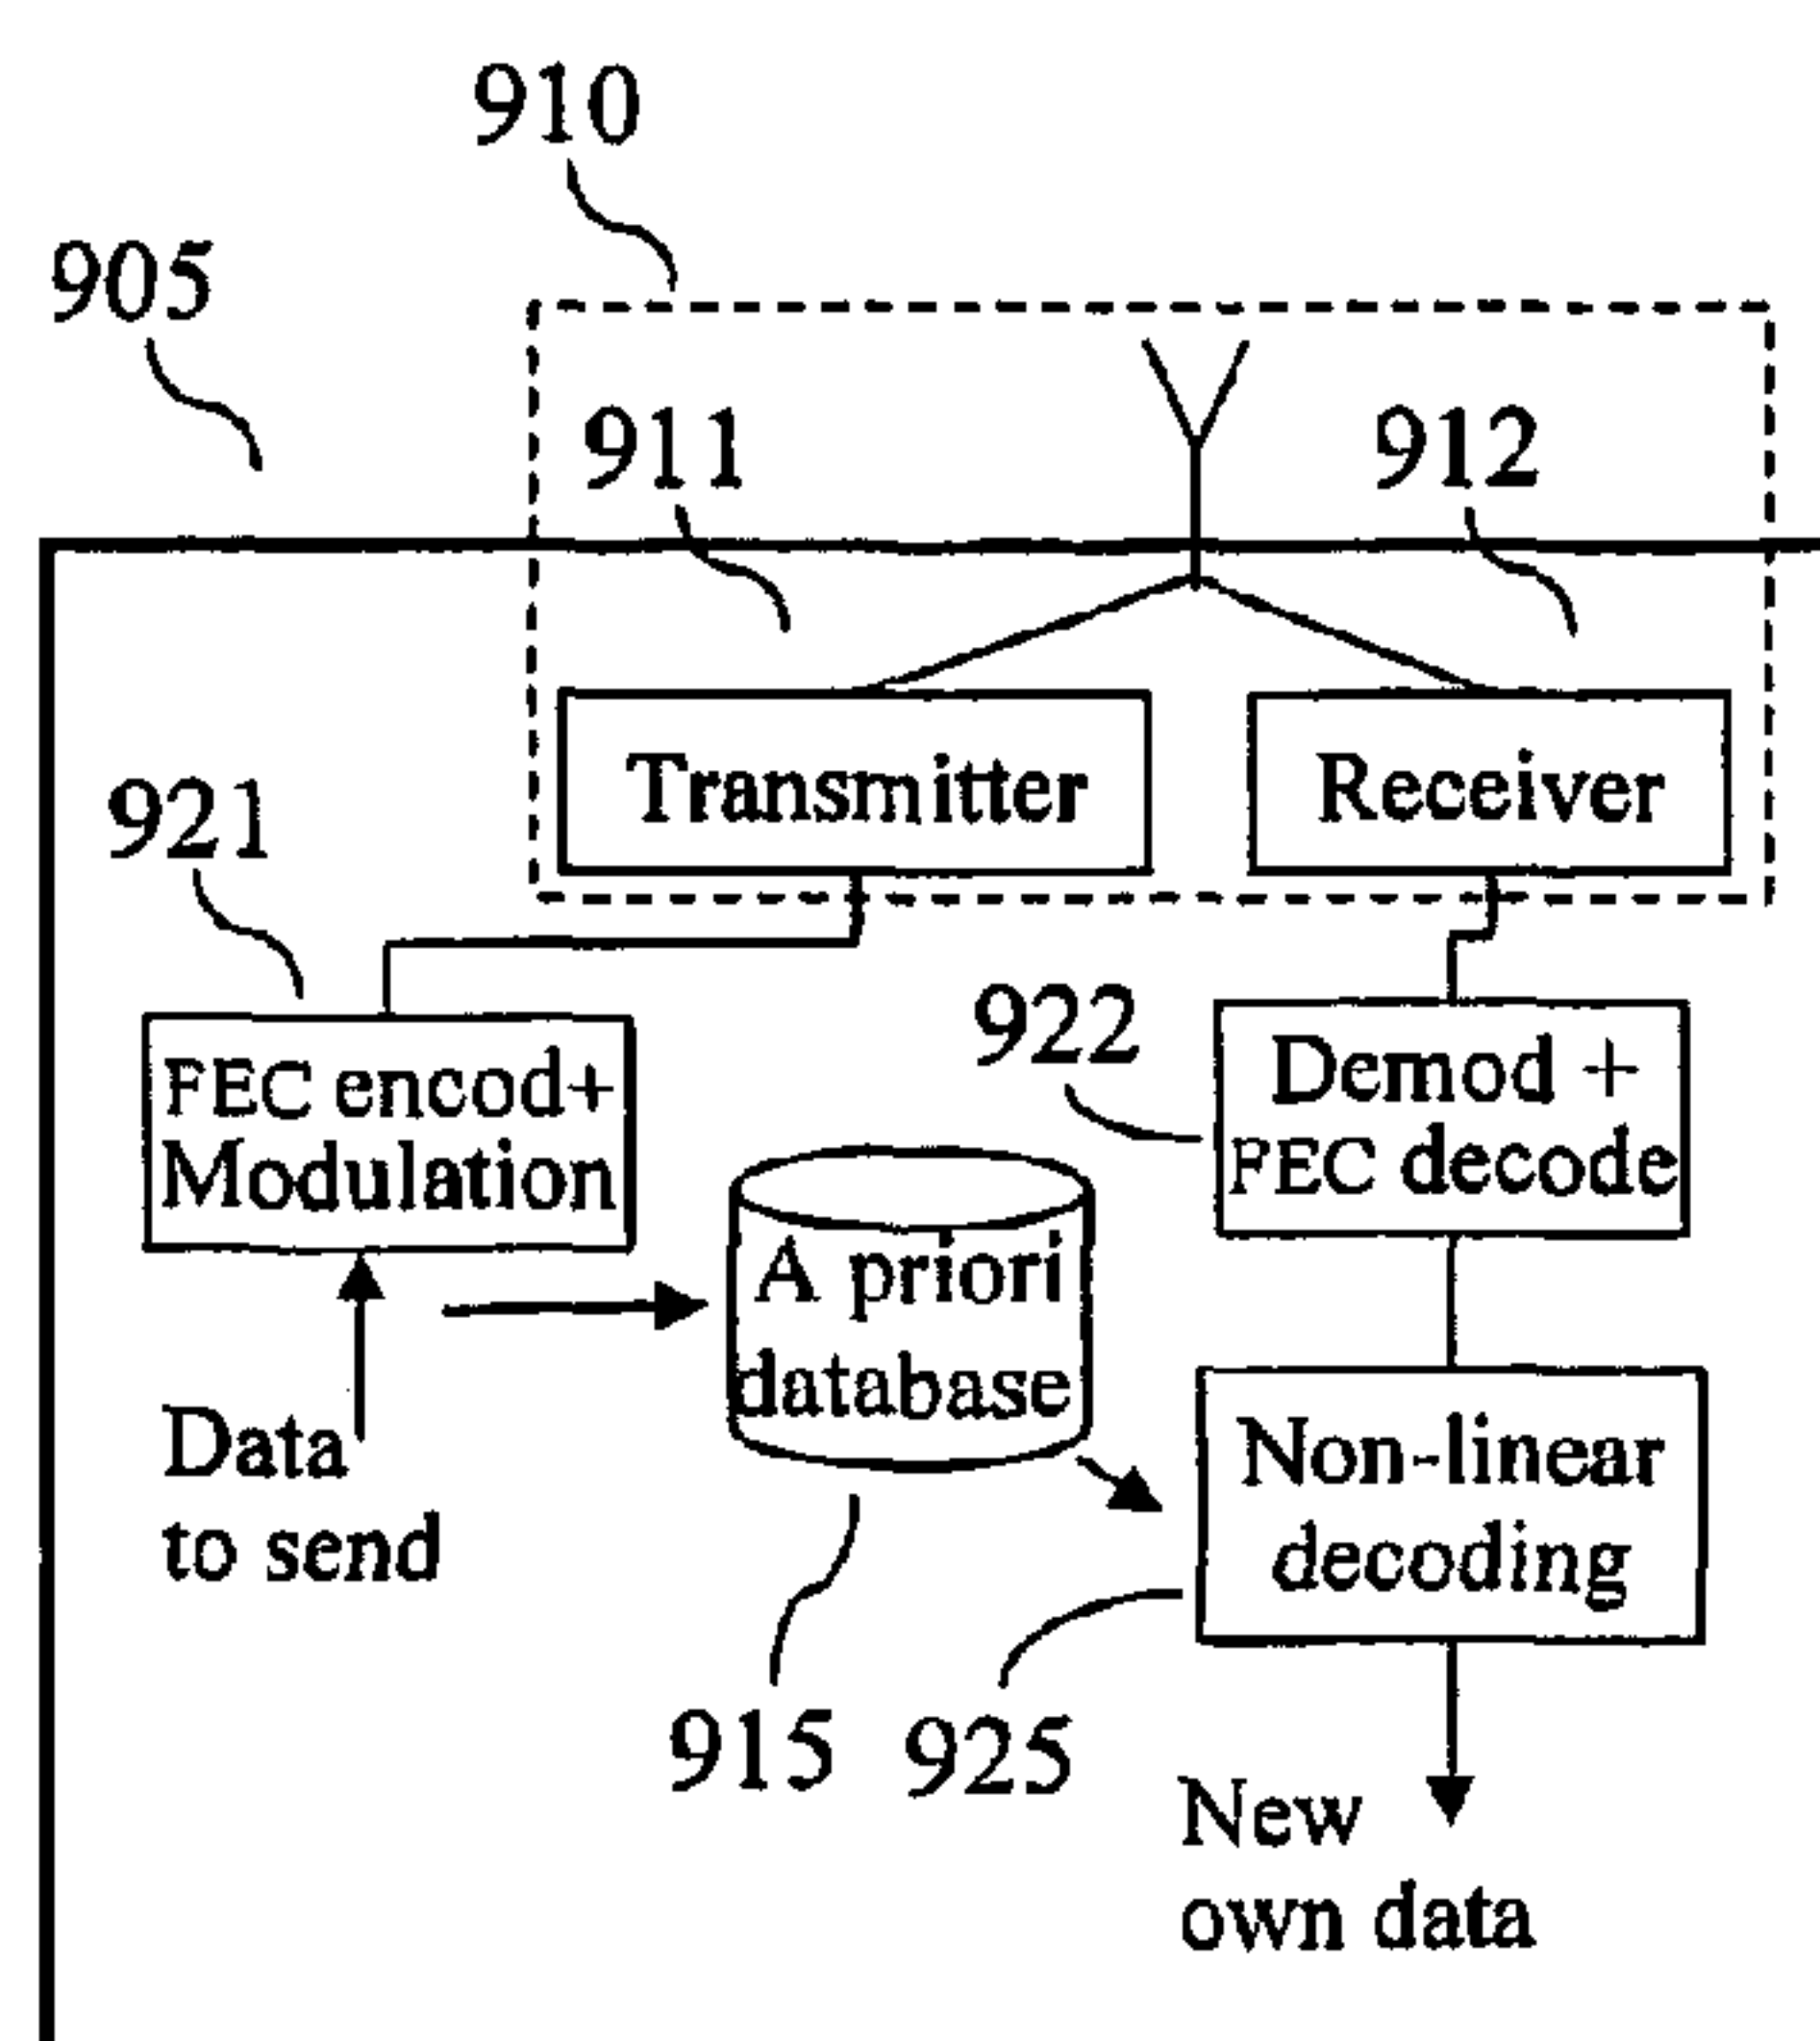 910
905
911
912
Transmitter
Receiver
921
922
FEC encod+
Modulation
Demod +
FEC decode
A priori
database
Data
to send
Non-linear
decoding
915
925
New
own data